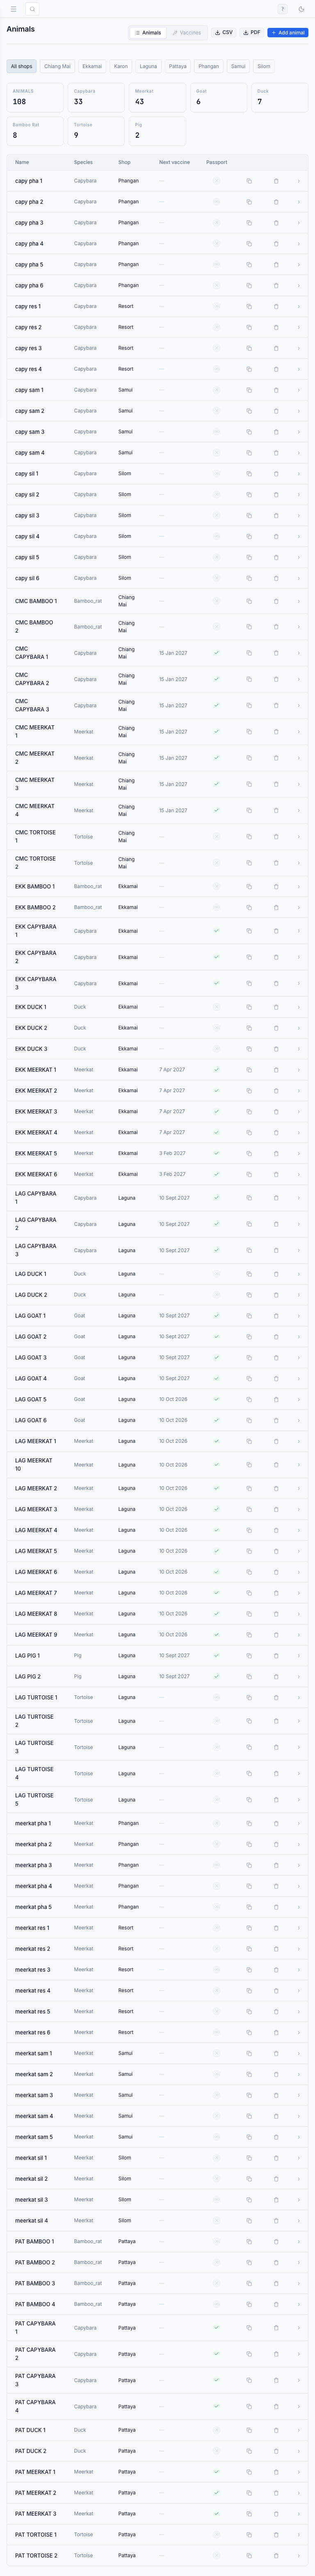 Animals
Animals Vaccines CSV PDF + Add animal
All shops Chiang Mai Ekkamai Karon Laguna Pattaya Phangan Samui Silom
ANIMALS Capybara Meerkat Goat Duck
108 33 43 6 7
Bamboo Rat Tortoise Pig
8 9 2
Name Species Shop Next vaccine Passport
capy pha 1 Capybara Phangan —
capy pha 2 Capybara Phangan —
capy pha 3 Capybara Phangan —
capy pha 4 Capybara Phangan —
capy pha 5 Capybara Phangan —
capy pha 6 Capybara Phangan —
capy res 1 Capybara Resort —
capy res 2 Capybara Resort —
capy res 3 Capybara Resort —
capy res 4 Capybara Resort —
capy sam 1 Capybara Samui —
capy sam 2 Capybara Samui —
capy sam 3 Capybara Samui —
capy sam 4 Capybara Samui —
capy sil 1 Capybara Silom —
capy sil 2 Capybara Silom —
capy sil 3 Capybara Silom —
capy sil 4 Capybara Silom —
capy sil 5 Capybara Silom —
capy sil 6 Capybara Silom —
CMC BAMBOO 1 Bamboo_rat Chiang Mai —
CMC BAMBOO 2 Bamboo_rat Chiang Mai —
CMC CAPYBARA 1 Capybara Chiang Mai 15 Jan 2027
CMC CAPYBARA 2 Capybara Chiang Mai 15 Jan 2027
CMC CAPYBARA 3 Capybara Chiang Mai 15 Jan 2027
CMC MEERKAT 1 Meerkat Chiang Mai 15 Jan 2027
CMC MEERKAT 2 Meerkat Chiang Mai 15 Jan 2027
CMC MEERKAT 3 Meerkat Chiang Mai 15 Jan 2027
CMC MEERKAT 4 Meerkat Chiang Mai 15 Jan 2027
CMC TORTOISE 1 Tortoise Chiang Mai —
CMC TORTOISE 2 Tortoise Chiang Mai —
EKK BAMBOO 1 Bamboo_rat Ekkamai —
EKK BAMBOO 2 Bamboo_rat Ekkamai —
EKK CAPYBARA 1 Capybara Ekkamai —
EKK CAPYBARA 2 Capybara Ekkamai —
EKK CAPYBARA 3 Capybara Ekkamai —
EKK DUCK 1 Duck Ekkamai —
EKK DUCK 2 Duck Ekkamai —
EKK DUCK 3 Duck Ekkamai —
EKK MEERKAT 1 Meerkat Ekkamai 7 Apr 2027
EKK MEERKAT 2 Meerkat Ekkamai 7 Apr 2027
EKK MEERKAT 3 Meerkat Ekkamai 7 Apr 2027
EKK MEERKAT 4 Meerkat Ekkamai 7 Apr 2027
EKK MEERKAT 5 Meerkat Ekkamai 3 Feb 2027
EKK MEERKAT 6 Meerkat Ekkamai 3 Feb 2027
LAG CAPYBARA 1 Capybara Laguna 10 Sept 2027
LAG CAPYBARA 2 Capybara Laguna 10 Sept 2027
LAG CAPYBARA 3 Capybara Laguna 10 Sept 2027
LAG DUCK 1 Duck Laguna —
LAG DUCK 2 Duck Laguna —
LAG GOAT 1 Goat Laguna 10 Sept 2027
LAG GOAT 2 Goat Laguna 10 Sept 2027
LAG GOAT 3 Goat Laguna 10 Sept 2027
LAG GOAT 4 Goat Laguna 10 Sept 2027
LAG GOAT 5 Goat Laguna 10 Oct 2026
LAG GOAT 6 Goat Laguna 10 Oct 2026
LAG MEERKAT 1 Meerkat Laguna 10 Oct 2026
LAG MEERKAT 10 Meerkat Laguna 10 Oct 2026
LAG MEERKAT 2 Meerkat Laguna 10 Oct 2026
LAG MEERKAT 3 Meerkat Laguna 10 Oct 2026
LAG MEERKAT 4 Meerkat Laguna 10 Oct 2026
LAG MEERKAT 5 Meerkat Laguna 10 Oct 2026
LAG MEERKAT 6 Meerkat Laguna 10 Oct 2026
LAG MEERKAT 7 Meerkat Laguna 10 Oct 2026
LAG MEERKAT 8 Meerkat Laguna 10 Oct 2026
LAG MEERKAT 9 Meerkat Laguna 10 Oct 2026
LAG PIG 1 Pig Laguna 10 Sept 2027
LAG PIG 2 Pig Laguna 10 Sept 2027
LAG TURTOISE 1 Tortoise Laguna —
LAG TURTOISE 2 Tortoise Laguna —
LAG TURTOISE 3 Tortoise Laguna —
LAG TURTOISE 4 Tortoise Laguna —
LAG TURTOISE 5 Tortoise Laguna —
meerkat pha 1 Meerkat Phangan —
meerkat pha 2 Meerkat Phangan —
meerkat pha 3 Meerkat Phangan —
meerkat pha 4 Meerkat Phangan —
meerkat pha 5 Meerkat Phangan —
meerkat res 1 Meerkat Resort —
meerkat res 2 Meerkat Resort —
meerkat res 3 Meerkat Resort —
meerkat res 4 Meerkat Resort —
meerkat res 5 Meerkat Resort —
meerkat res 6 Meerkat Resort —
meerkat sam 1 Meerkat Samui —
meerkat sam 2 Meerkat Samui —
meerkat sam 3 Meerkat Samui —
meerkat sam 4 Meerkat Samui —
meerkat sam 5 Meerkat Samui —
meerkat sil 1 Meerkat Silom —
meerkat sil 2 Meerkat Silom —
meerkat sil 3 Meerkat Silom —
meerkat sil 4 Meerkat Silom —
PAT BAMBOO 1 Bamboo_rat Pattaya —
PAT BAMBOO 2 Bamboo_rat Pattaya —
PAT BAMBOO 3 Bamboo_rat Pattaya —
PAT BAMBOO 4 Bamboo_rat Pattaya —
PAT CAPYBARA 1 Capybara Pattaya —
PAT CAPYBARA 2 Capybara Pattaya —
PAT CAPYBARA 3 Capybara Pattaya —
PAT CAPYBARA 4 Capybara Pattaya —
PAT DUCK 1 Duck Pattaya —
PAT DUCK 2 Duck Pattaya —
PAT MEERKAT 1 Meerkat Pattaya —
PAT MEERKAT 2 Meerkat Pattaya —
PAT MEERKAT 3 Meerkat Pattaya —
PAT TORTOISE 1 Tortoise Pattaya —
PAT TORTOISE 2 Tortoise Pattaya —